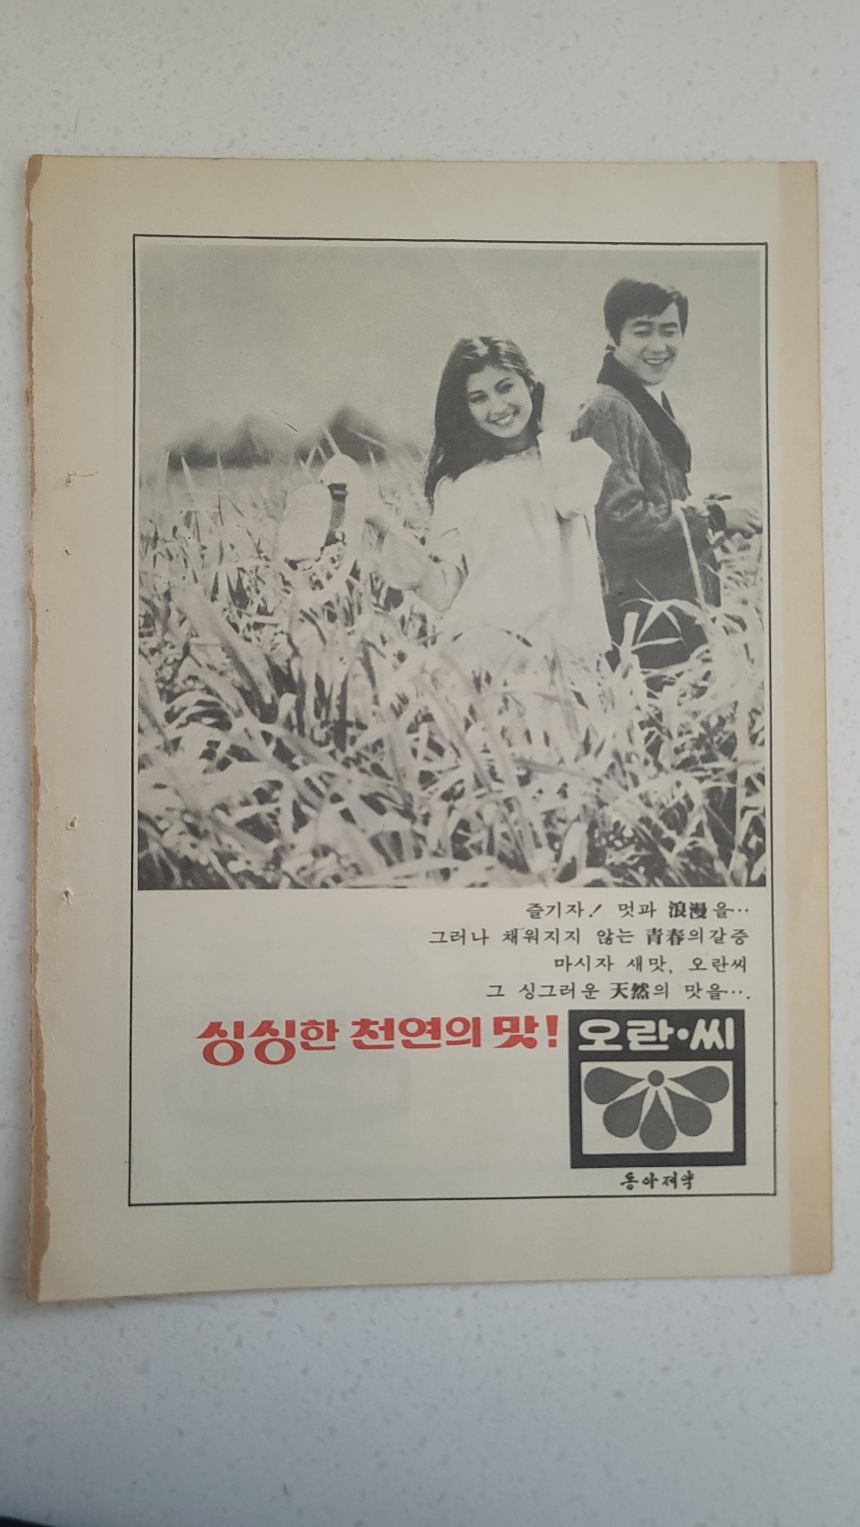 즐기자! 멋과 浪漫을…
그러나 채워지지 않는 青春의갈증
마시자 새맛, 오란씨
그 싱그러운 天然의 맛을….
싱싱한 천연의 맛!
오란·씨
동아제약